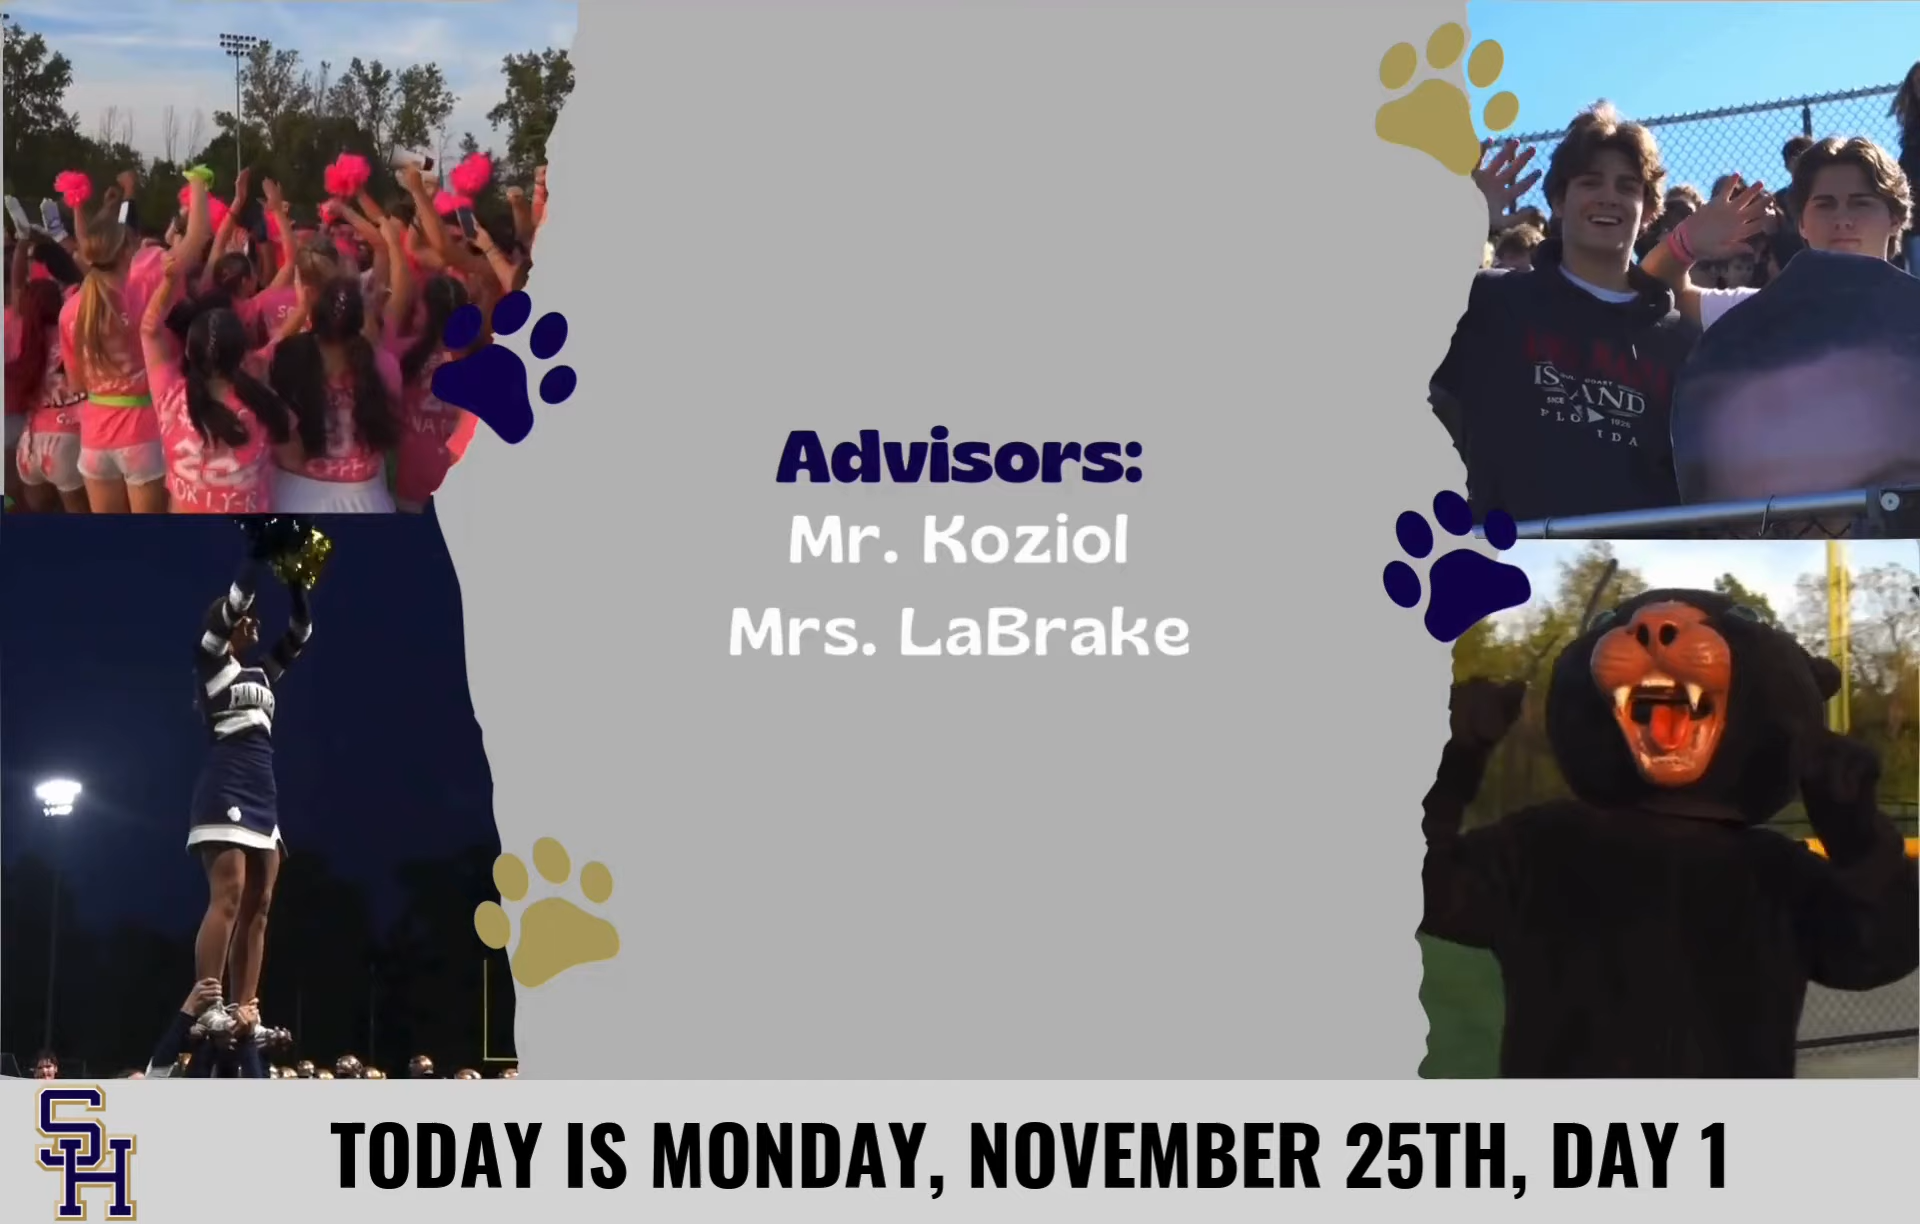 Advisors:
Mr. Koziol
Mrs. LaBrake
SH
TODAY IS MONDAY, NOVEMBER 25TH, DAY 1